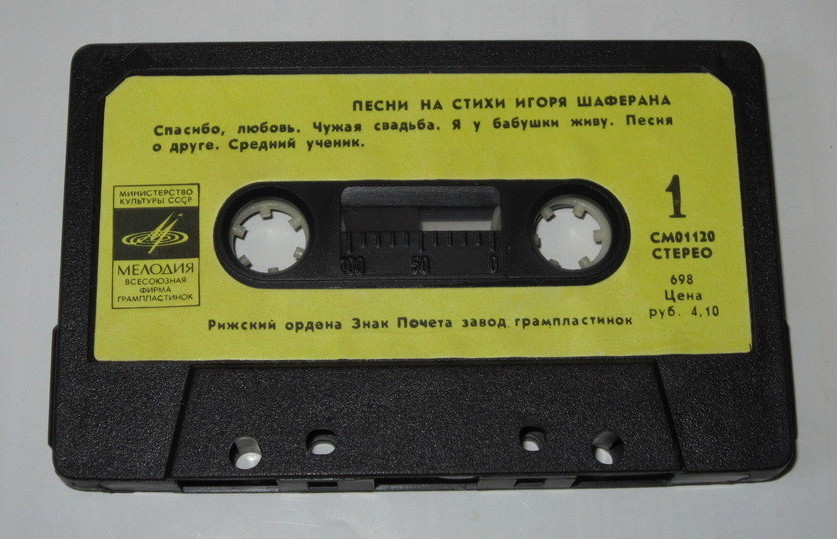 ПЕСНИ НА СТИХИ ИГОРЯ ШАФЕРАНА
Спасибо, любовь. Чужая свадьба. Я у бабушки живу. Песня
о друге. Средний ученик.
МИНИСТЕРСТВО
КУЛЬТУРЫ СССР
МЕЛОДИЯ
ВСЕСОЮЗНАЯ
ФИРМА
ГРАМПЛАСТИНОК
100 50 0
1
СМ01120
СТЕРЕО
698
Цена
руб. 4,10
Рижский ордена Знак Почета завод грампластинок